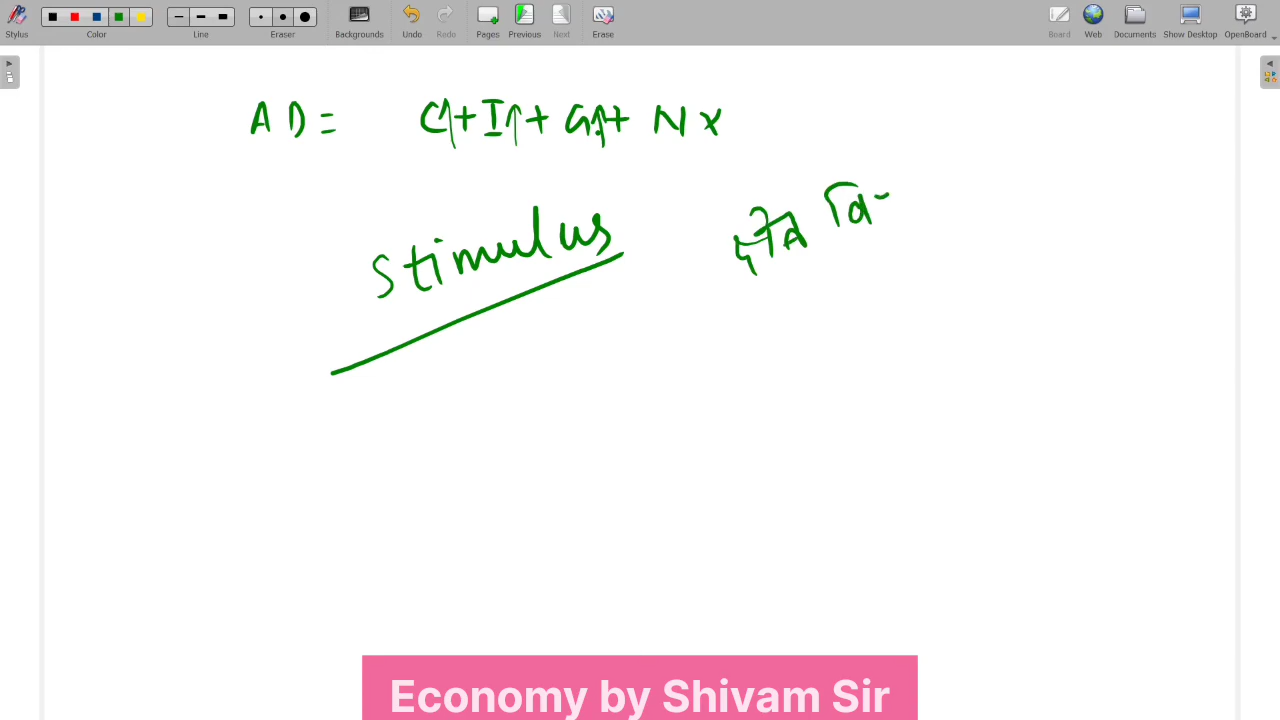 Stylus
Color
Line
Eraser
Backgrounds
Undo
Redo
Pages
Previous
Next
Erase
Board
Web
Documents
Show Desktop
OpenBoard
AD = C↑+I↑+G↑+ Nx
Stimulus
Economy by Shivam Sir